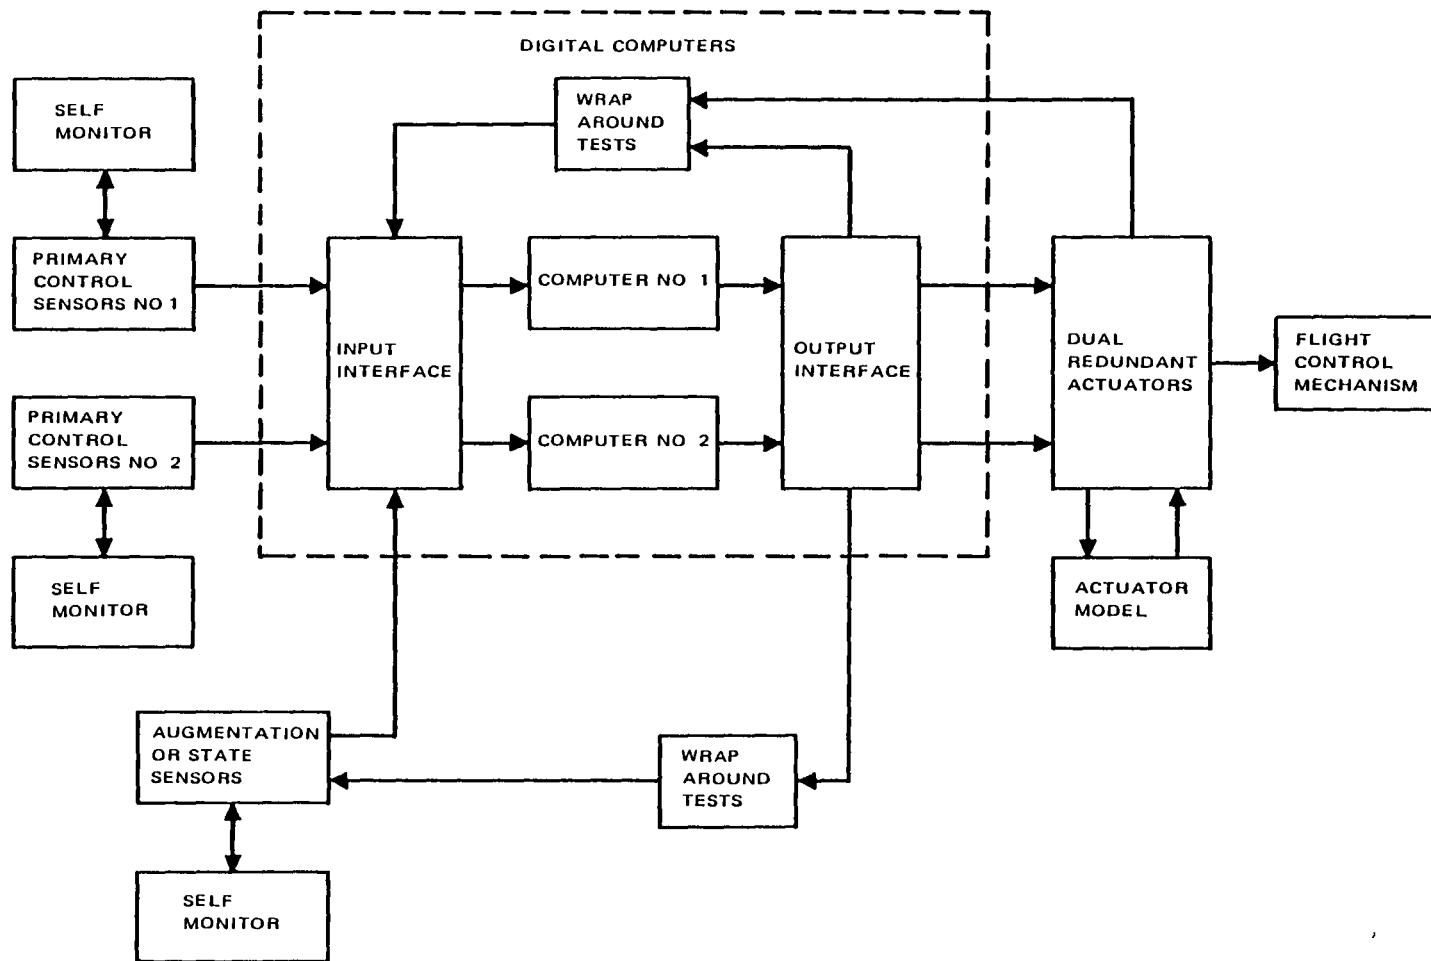 DIGITAL COMPUTERS
SELF
MONITOR
WRAP
AROUND
TESTS
PRIMARY
CONTROL
SENSORS NO 1
INPUT
INTERFACE
COMPUTER NO 1
OUTPUT
INTERFACE
DUAL
REDUNDANT
ACTUATORS
FLIGHT
CONTROL
MECHANISM
PRIMARY
CONTROL
SENSORS NO 2
COMPUTER NO 2
SELF
MONITOR
ACTUATOR
MODEL
AUGMENTATION
OR STATE
SENSORS
WRAP
AROUND
TESTS
SELF
MONITOR